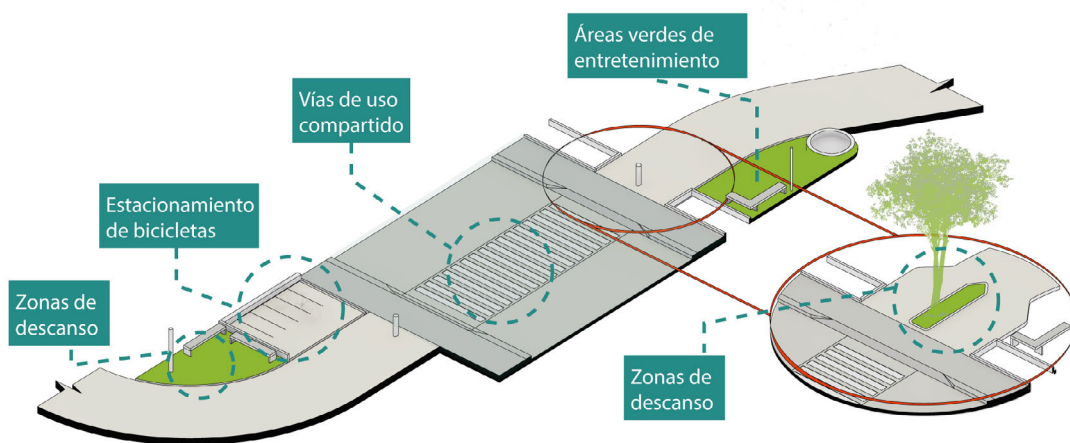 Áreas verdes de
entretenimiento
Vías de uso
compartido
Estacionamiento
de bicicletas
Zonas de
descanso
Zonas de
descanso